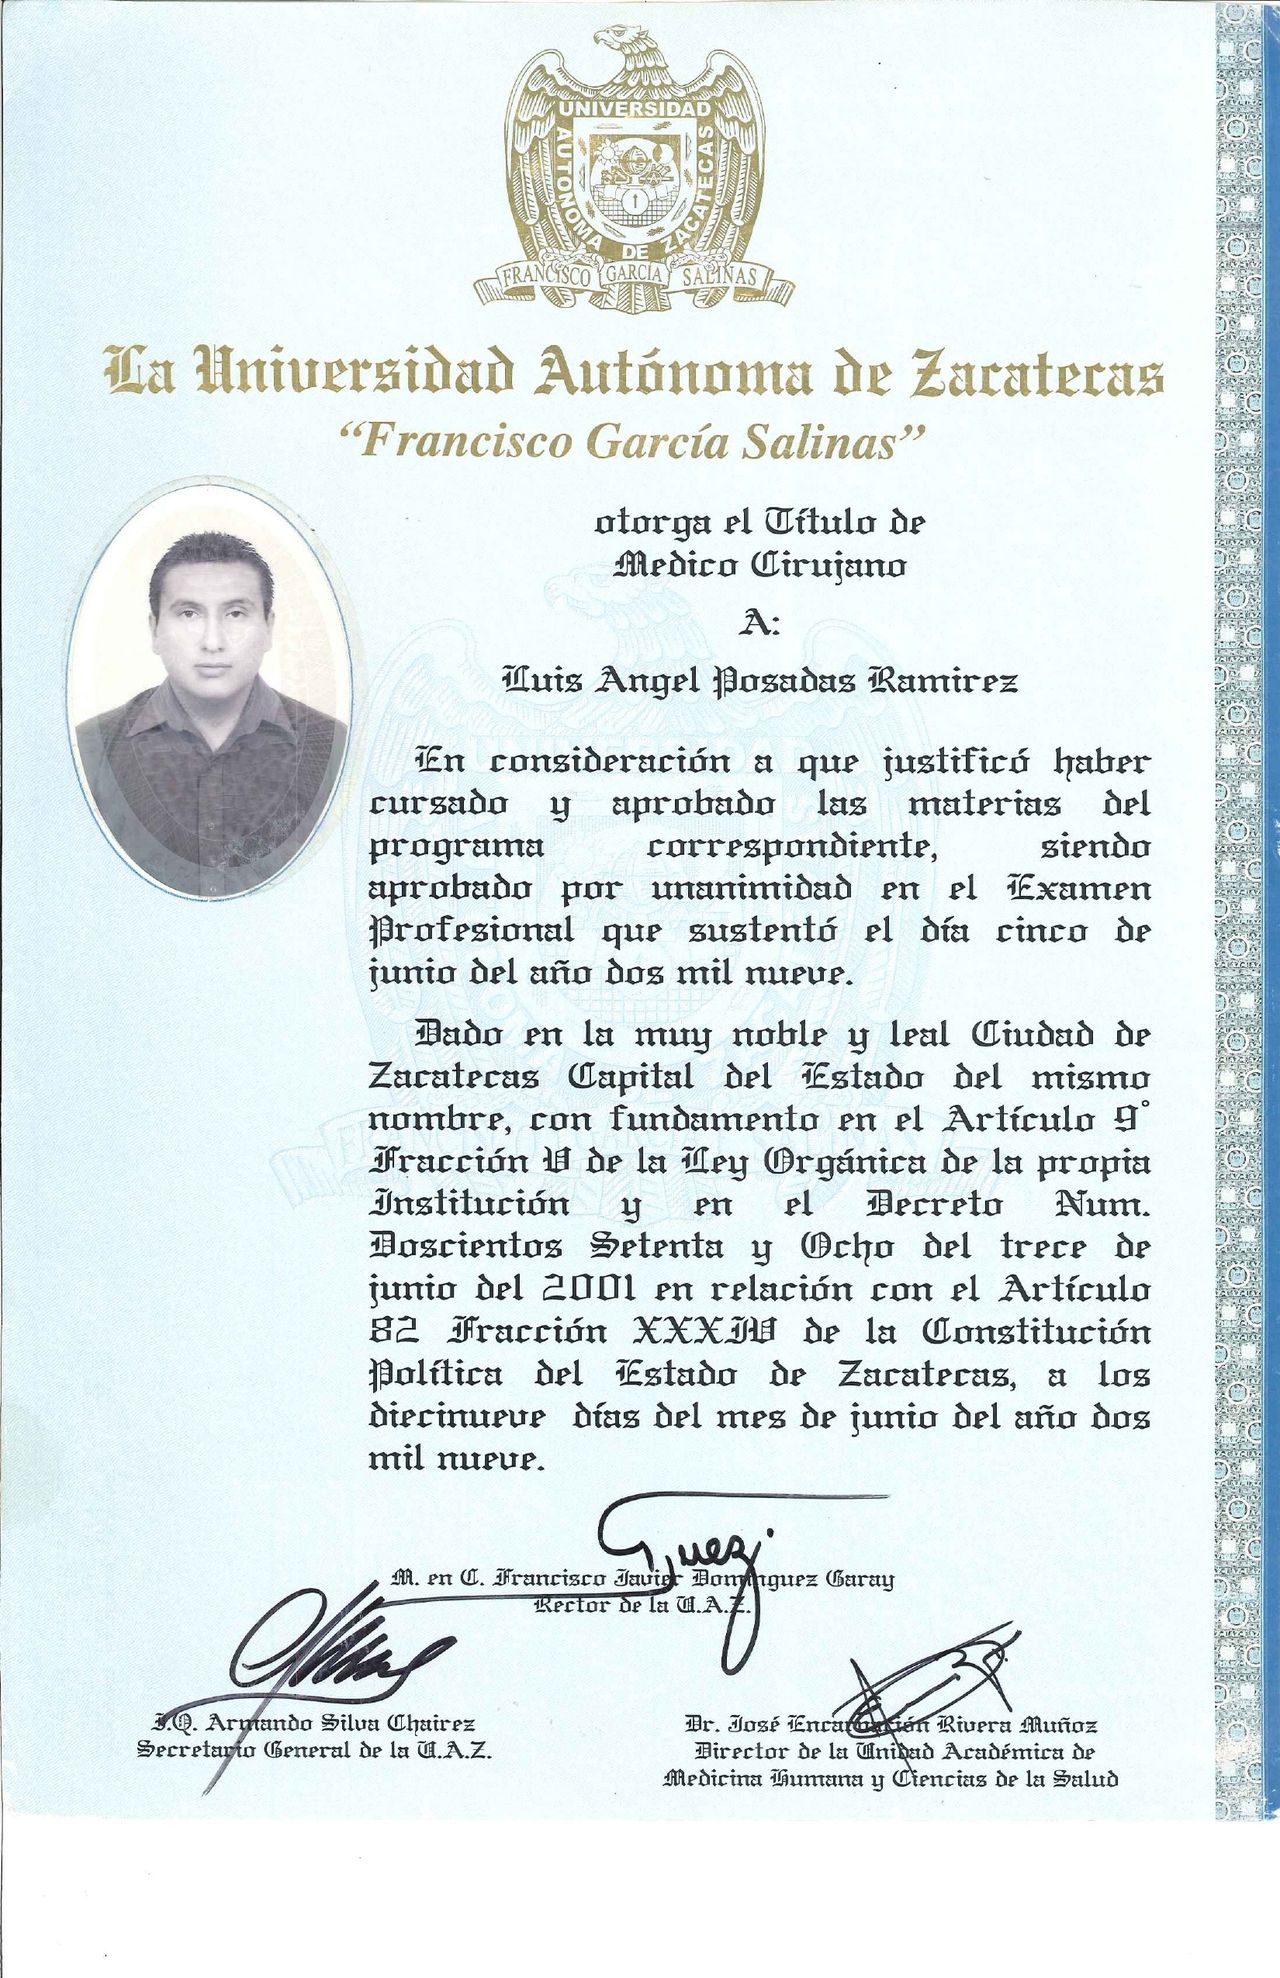 UNIVERSIDAD
AUTONOMA DE ZACATECAS
FRANCISCO GARCIA SALINAS
La Universidad Autónoma de Zacatecas
“Francisco García Salinas”
otorga el Título de
Medico Cirujano
A:
Luis Angel Posadas Ramirez
En consideración a que justificó haber
cursado y aprobado las materias del
programa correspondiente, siendo
aprobado por unanimidad en el Examen
Profesional que sustentó el día cinco de
junio del año dos mil nueve.
Dado en la muy noble y leal Ciudad de
Zacatecas Capital del Estado del mismo
nombre, con fundamento en el Artículo 9°
Fracción V de la Ley Orgánica de la propia
Institución y en el Decreto Num.
Doscientos Setenta y Ocho del trece de
junio del 2001 en relación con el Artículo
82 Fracción XXXIV de la Constitución
Política del Estado de Zacatecas, a los
diecinueve días del mes de junio del año dos
mil nueve.
M. en C. Francisco Javier Domínguez Garay
Rector de la U.A.Z.
I.Q. Armando Silva Chairez
Secretario General de la U.A.Z.
Dr. José Encarnación Rivera Muñoz
Director de la Unidad Académica de
Medicina Humana y Ciencias de la Salud